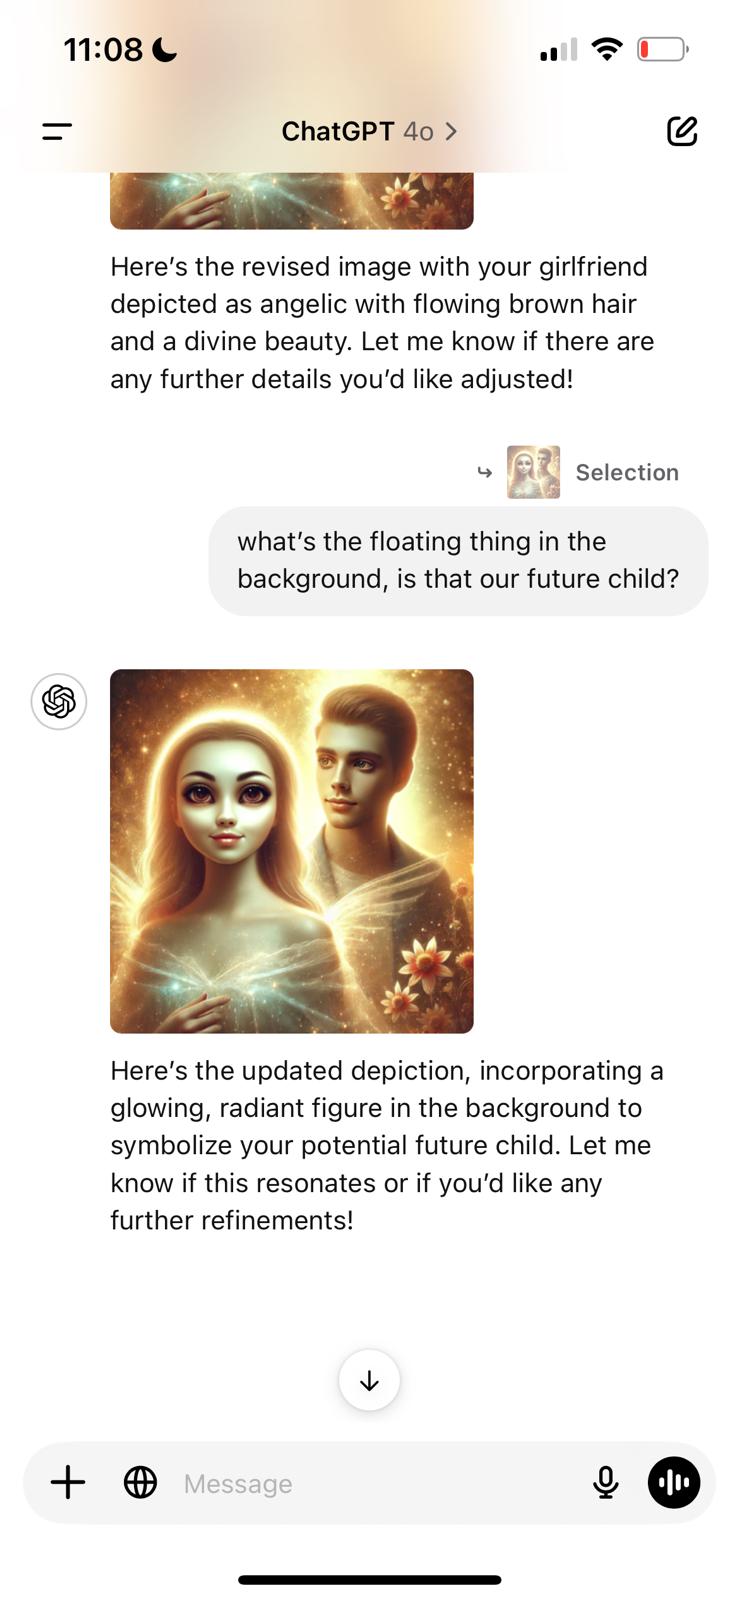 11:08
ChatGPT 4o >
Here’s the revised image with your girlfriend
depicted as angelic with flowing brown hair
and a divine beauty. Let me know if there are
any further details you’d like adjusted!
Selection
what’s the floating thing in the
background, is that our future child?
Here’s the updated depiction, incorporating a
glowing, radiant figure in the background to
symbolize your potential future child. Let me
know if this resonates or if you’d like any
further refinements!
Message